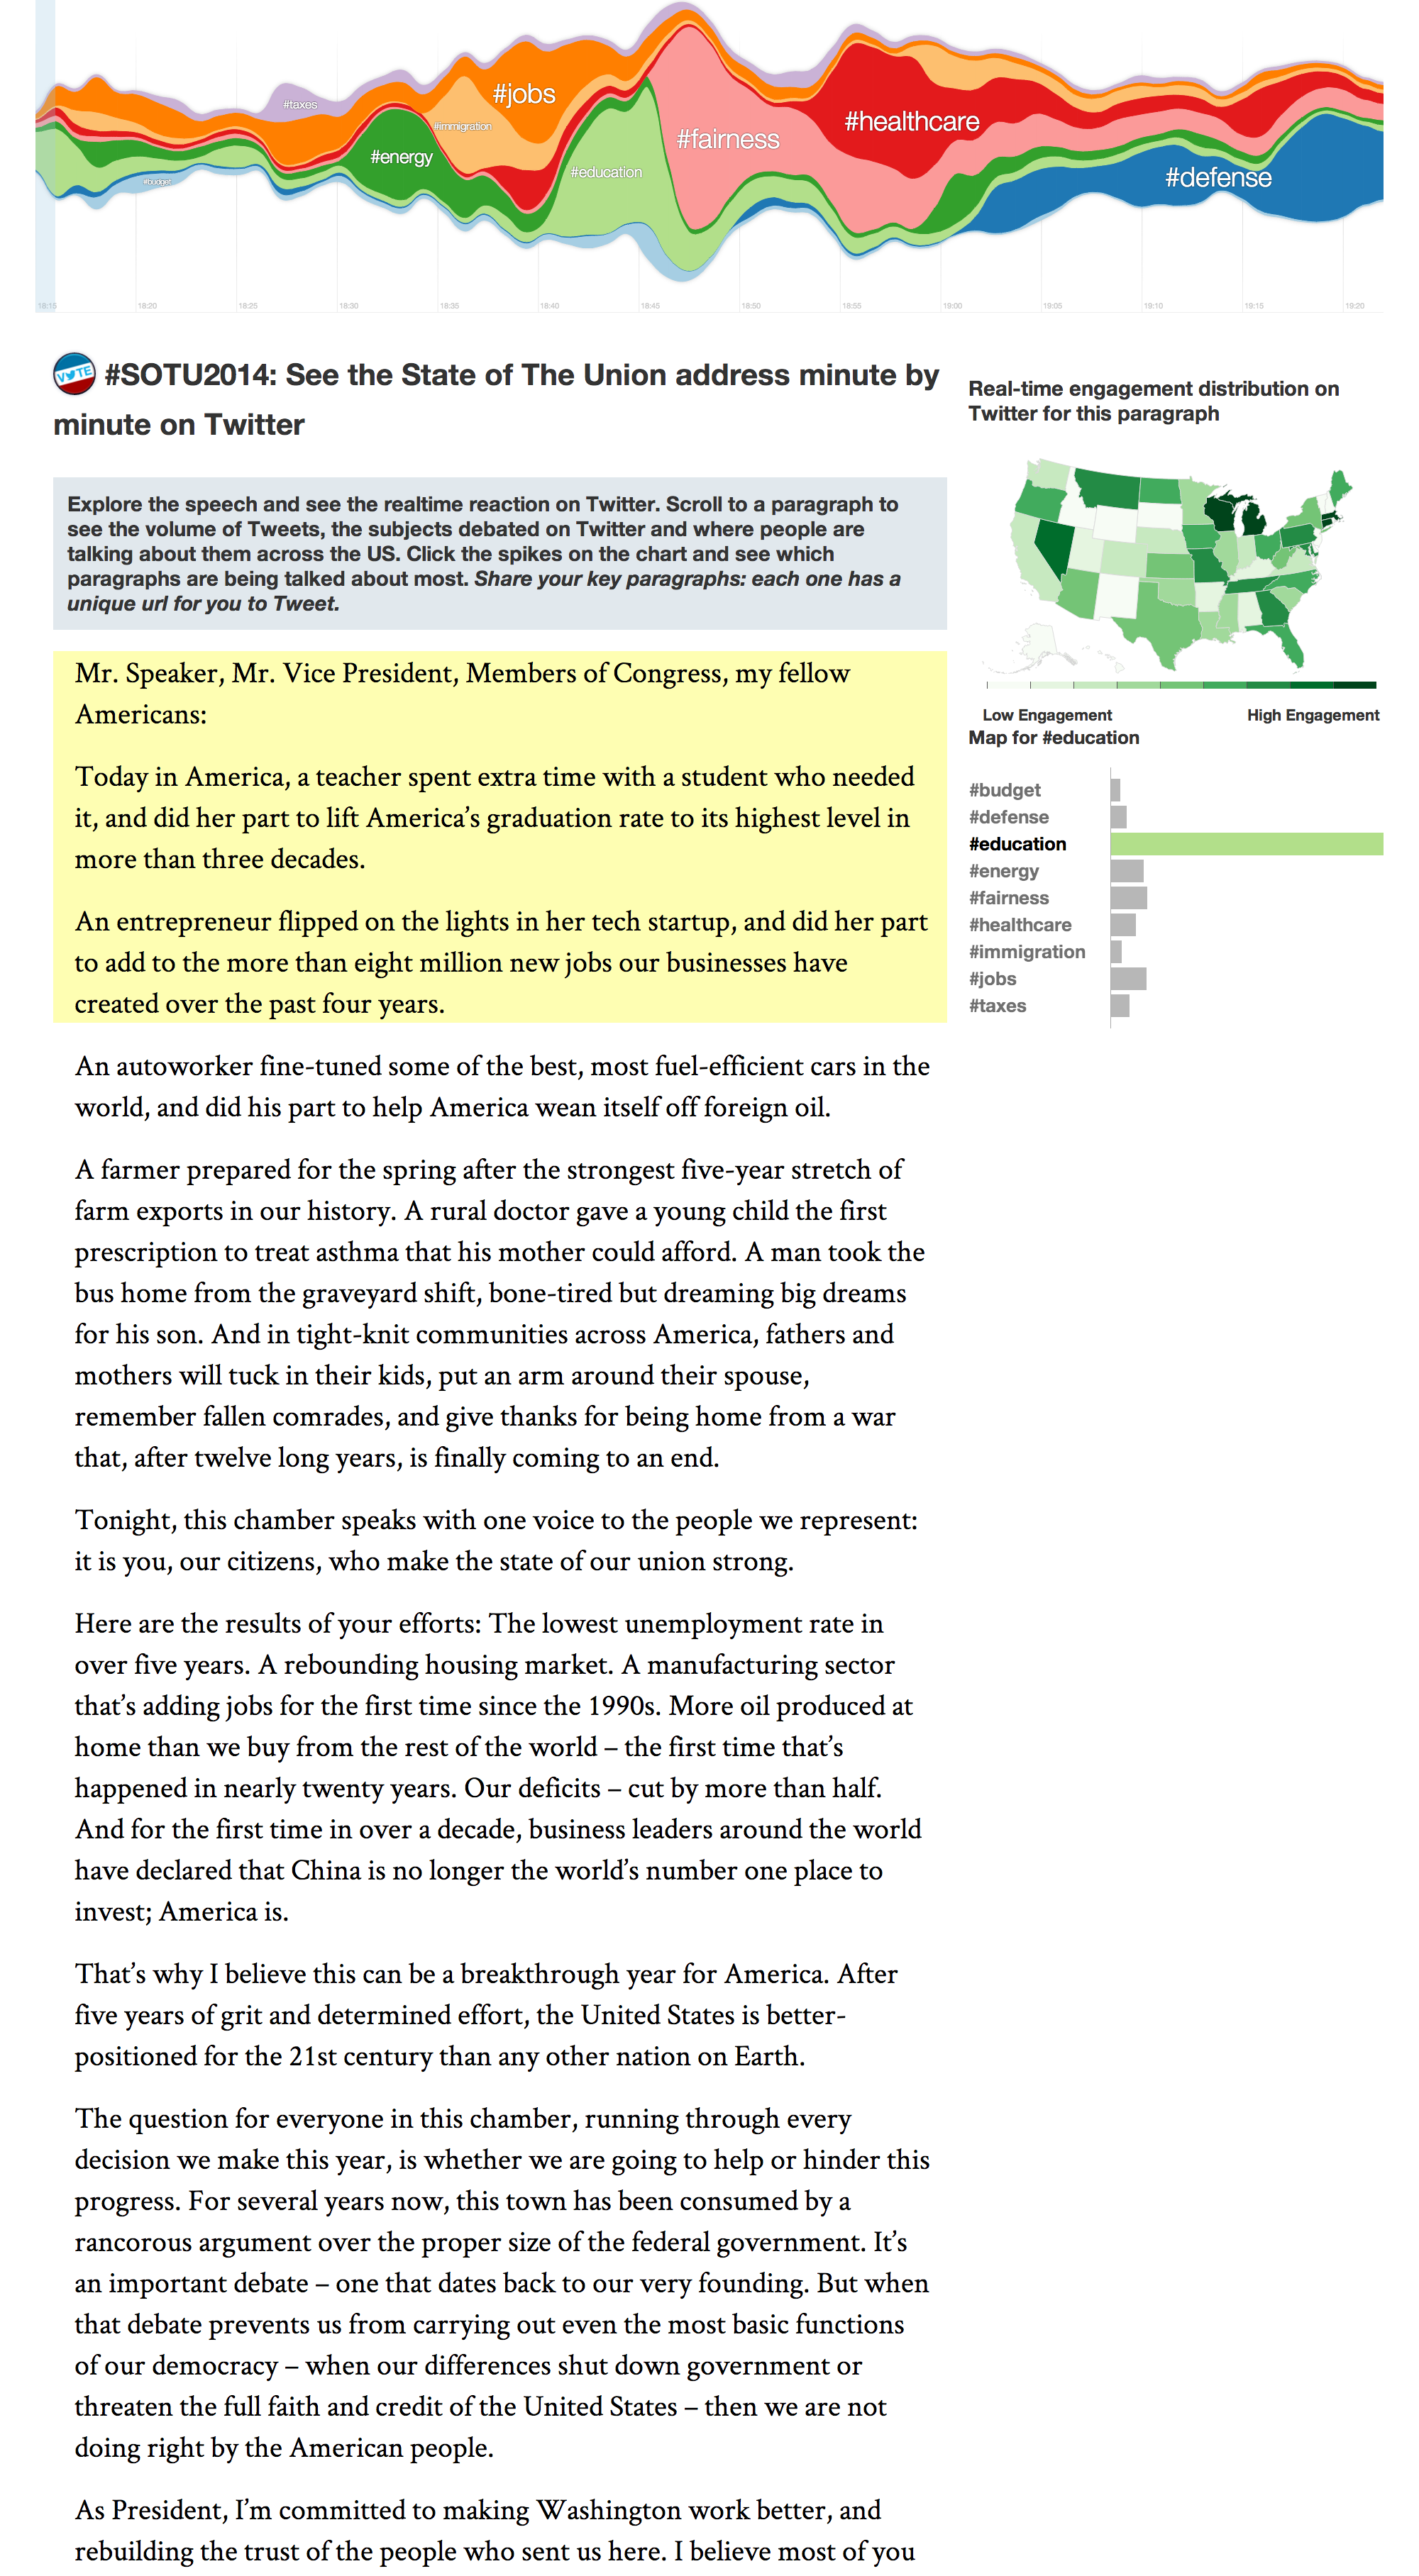 #taxes
#jobs
#immigration
#energy
#budget
#education
#fairness
#healthcare
#defense
18:15 18:20 18:25 18:30 18:35 18:40 18:45 18:50 18:55 19:00 19:05 19:10 19:15 19:20
VOTE
#SOTU2014: See the State of The Union address minute by
minute on Twitter
Explore the speech and see the realtime reaction on Twitter. Scroll to a paragraph to
see the volume of Tweets, the subjects debated on Twitter and where people are
talking about them across the US. Click the spikes on the chart and see which
paragraphs are being talked about most. Share your key paragraphs: each one has a
unique url for you to Tweet.
Mr. Speaker, Mr. Vice President, Members of Congress, my fellow
Americans:
Today in America, a teacher spent extra time with a student who needed
it, and did her part to lift America’s graduation rate to its highest level in
more than three decades.
An entrepreneur flipped on the lights in her tech startup, and did her part
to add to the more than eight million new jobs our businesses have
created over the past four years.
An autoworker fine-tuned some of the best, most fuel-efficient cars in the
world, and did his part to help America wean itself off foreign oil.
A farmer prepared for the spring after the strongest five-year stretch of
farm exports in our history. A rural doctor gave a young child the first
prescription to treat asthma that his mother could afford. A man took the
bus home from the graveyard shift, bone-tired but dreaming big dreams
for his son. And in tight-knit communities across America, fathers and
mothers will tuck in their kids, put an arm around their spouse,
remember fallen comrades, and give thanks for being home from a war
that, after twelve long years, is finally coming to an end.
Tonight, this chamber speaks with one voice to the people we represent:
it is you, our citizens, who make the state of our union strong.
Here are the results of your efforts: The lowest unemployment rate in
over five years. A rebounding housing market. A manufacturing sector
that’s adding jobs for the first time since the 1990s. More oil produced at
home than we buy from the rest of the world – the first time that’s
happened in nearly twenty years. Our deficits – cut by more than half.
And for the first time in over a decade, business leaders around the world
have declared that China is no longer the world’s number one place to
invest; America is.
That’s why I believe this can be a breakthrough year for America. After
five years of grit and determined effort, the United States is better-
positioned for the 21st century than any other nation on Earth.
The question for everyone in this chamber, running through every
decision we make this year, is whether we are going to help or hinder this
progress. For several years now, this town has been consumed by a
rancorous argument over the proper size of the federal government. It’s
an important debate – one that dates back to our very founding. But when
that debate prevents us from carrying out even the most basic functions
of our democracy – when our differences shut down government or
threaten the full faith and credit of the United States – then we are not
doing right by the American people.
As President, I’m committed to making Washington work better, and
rebuilding the trust of the people who sent us here. I believe most of you
Real-time engagement distribution on
Twitter for this paragraph
Low Engagement High Engagement
Map for #education
#budget
#defense
#education
#energy
#fairness
#healthcare
#immigration
#jobs
#taxes